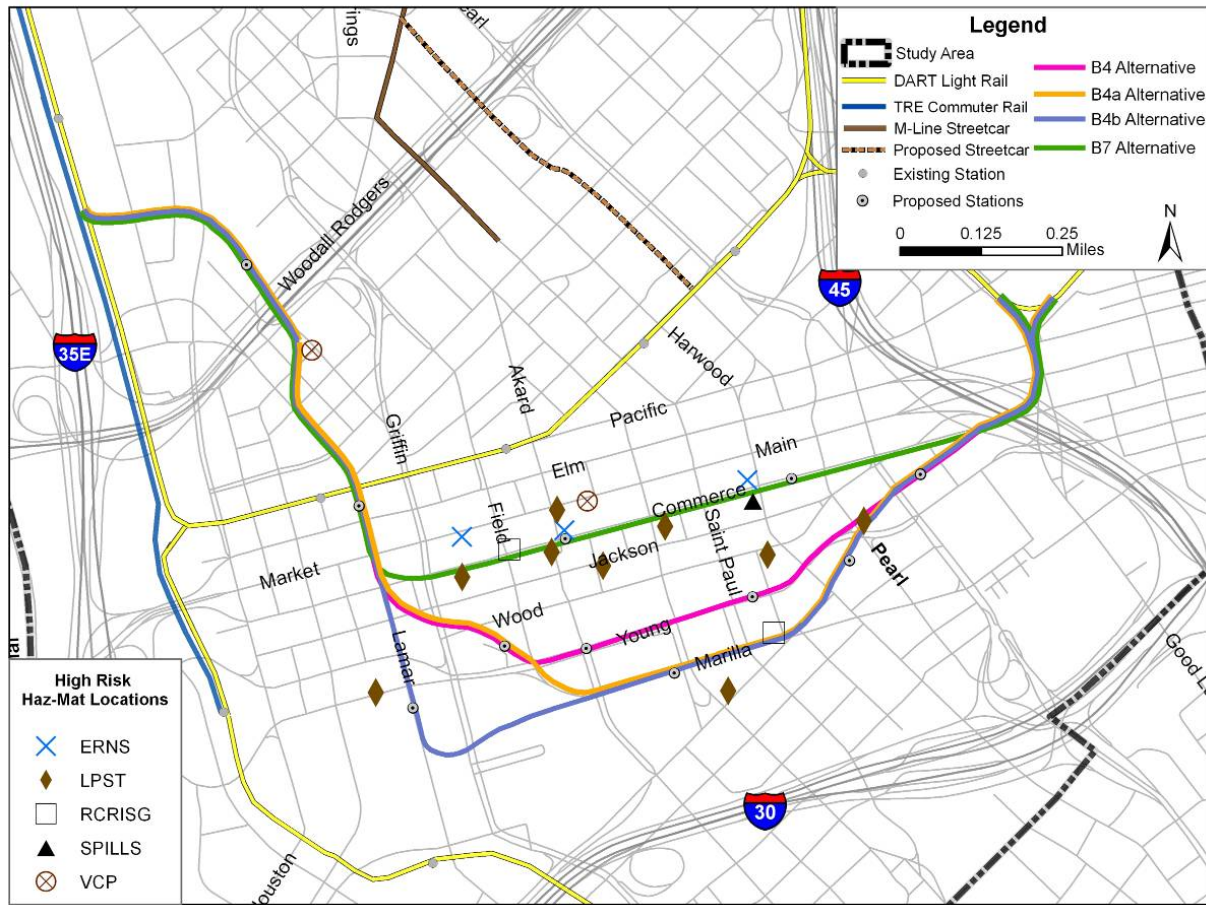 ings
earl
Legend
Study Area
DART Light Rail
TRE Commuter Rail
M-Line Streetcar
Proposed Streetcar
Existing Station
Proposed Stations
B4 Alternative
B4a Alternative
B4b Alternative
B7 Alternative
N
0 0.125 0.25
Miles
Woodall Rodgers
45
35E
Harwood
Akard
Griffin
Pacific
Elm
Main
Field
Commerce
Jackson
Saint Paul
Market
Pearl
Wood
Young
Lamar
Marilla
Good L
30
Houston
High Risk
Haz-Mat Locations
ERNS
LPST
RCRISG
SPILLS
VCP